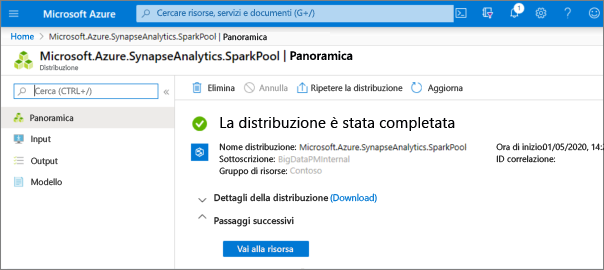 Microsoft Azure
Cercare risorse, servizi e documenti (G+/)
1
Home > Microsoft.Azure.SynapseAnalytics.SparkPool | Panoramica
Microsoft.Azure.SynapseAnalytics.SparkPool | Panoramica
Distribuzione
Cerca (CTRL+/)
«
Elimina
Annulla
Ripetere la distribuzione
Aggiorna
Panoramica
Input
Output
Modello
La distribuzione è stata completata
Nome distribuzione: Microsoft.Azure.SynapseAnalytics.SparkPool
Sottoscrizione: BigDataPMInternal
Gruppo di risorse: Contoso
Ora di inizio01/05/2020, 14:2
ID correlazione:
Dettagli della distribuzione (Download)
Passaggi successivi
Vai alla risorsa